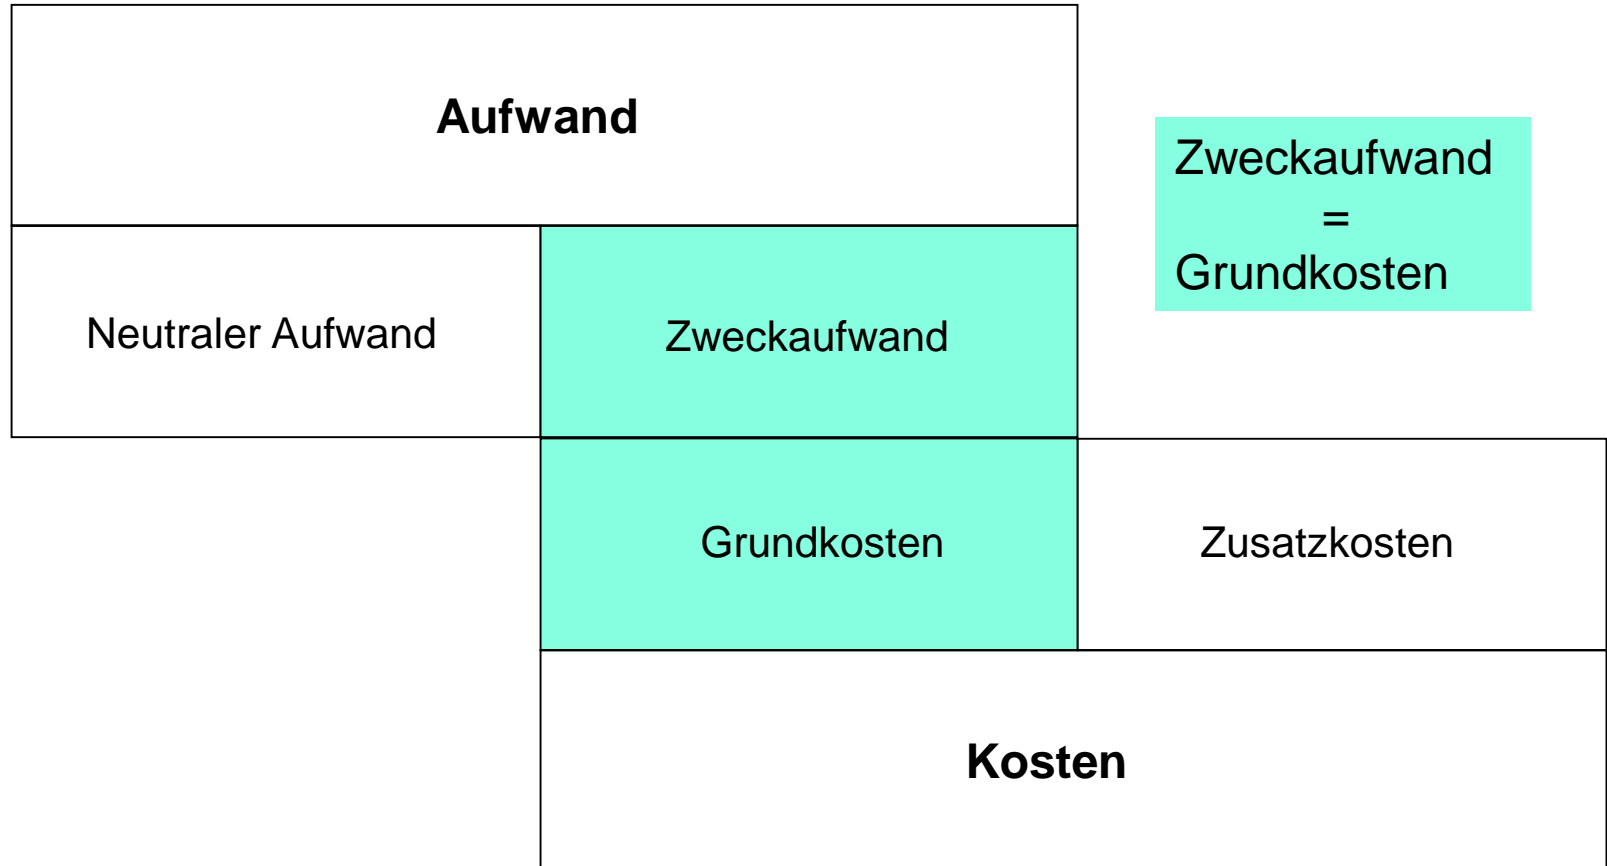 Aufwand
Zweckaufwand
=
Grundkosten
Neutraler Aufwand
Zweckaufwand
Grundkosten
Zusatzkosten
Kosten